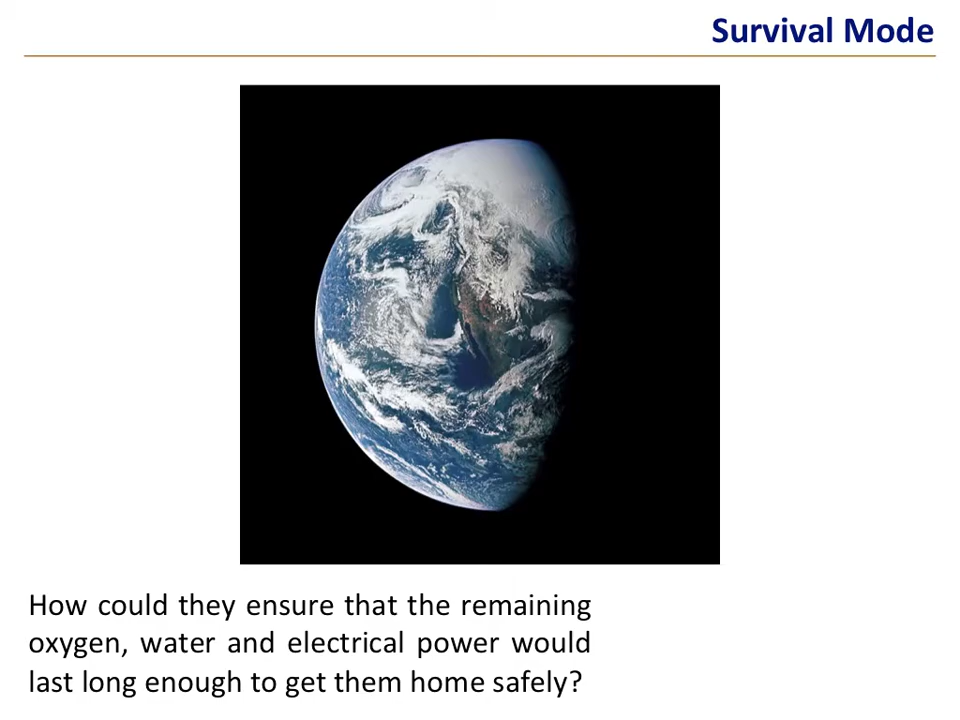 Survival Mode
How could they ensure that the remaining
oxygen, water and electrical power would
last long enough to get them home safely?